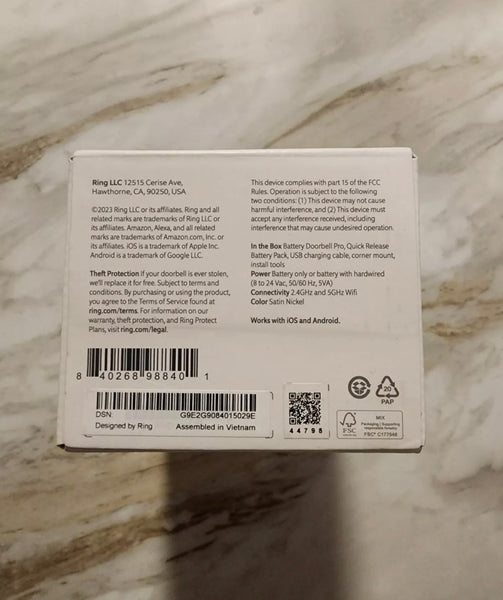 Ring LLC 12515 Cerise Ave,
Hawthorne, CA, 90250, USA
©2023 Ring LLC or its affiliates. Ring and all
related marks are trademarks of Ring LLC or
its affiliates. Amazon, Alexa, and all related
marks are trademarks of Amazon.com, Inc. or
its affiliates. iOS is a trademark of Apple Inc.
Android is a trademark of Google LLC.
Theft Protection If your doorbell is ever stolen,
we'll replace it for free. Subject to terms and
conditions. By purchasing or using the product,
you agree to the Terms of Service found at
ring.com/terms. For information on our
warranty, theft protection, and Ring Protect
Plans, visit ring.com/legal.
This device complies with part 15 of the FCC
Rules. Operation is subject to the following
two conditions: (1) This device may not cause
harmful interference, and (2) This device must
accept any interference received, including
interference that may cause undesired operation.
In the Box Battery Doorbell Pro, Quick Release
Battery Pack, USB charging cable, corner mount,
install tools
Power Battery only or battery with hardwired
(8 to 24 Vac, 50/60 Hz, 5VA)
Connectivity 2.4GHz and 5GHz Wifi
Color Satin Nickel
Works with iOS and Android.
8 40268 98840 1
DSN: G9E2G9084015029E
Designed by Ring Assembled in Vietnam
44795
20
PAP
FSC
MIX
Packaging | Supporting
responsible forestry
FSC® C177946